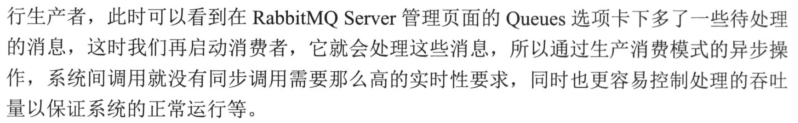 行生产者，此时可以看到在 RabbitMQ Server 管理页面的 Queues 选项卡下多了一些待处理
的消息，这时我们再启动消费者，它就会处理这些消息，所以通过生产消费模式的异步操
作，系统间调用就没有同步调用需要那么高的实时性要求，同时也更容易控制处理的吞吐
量以保证系统的正常运行等。